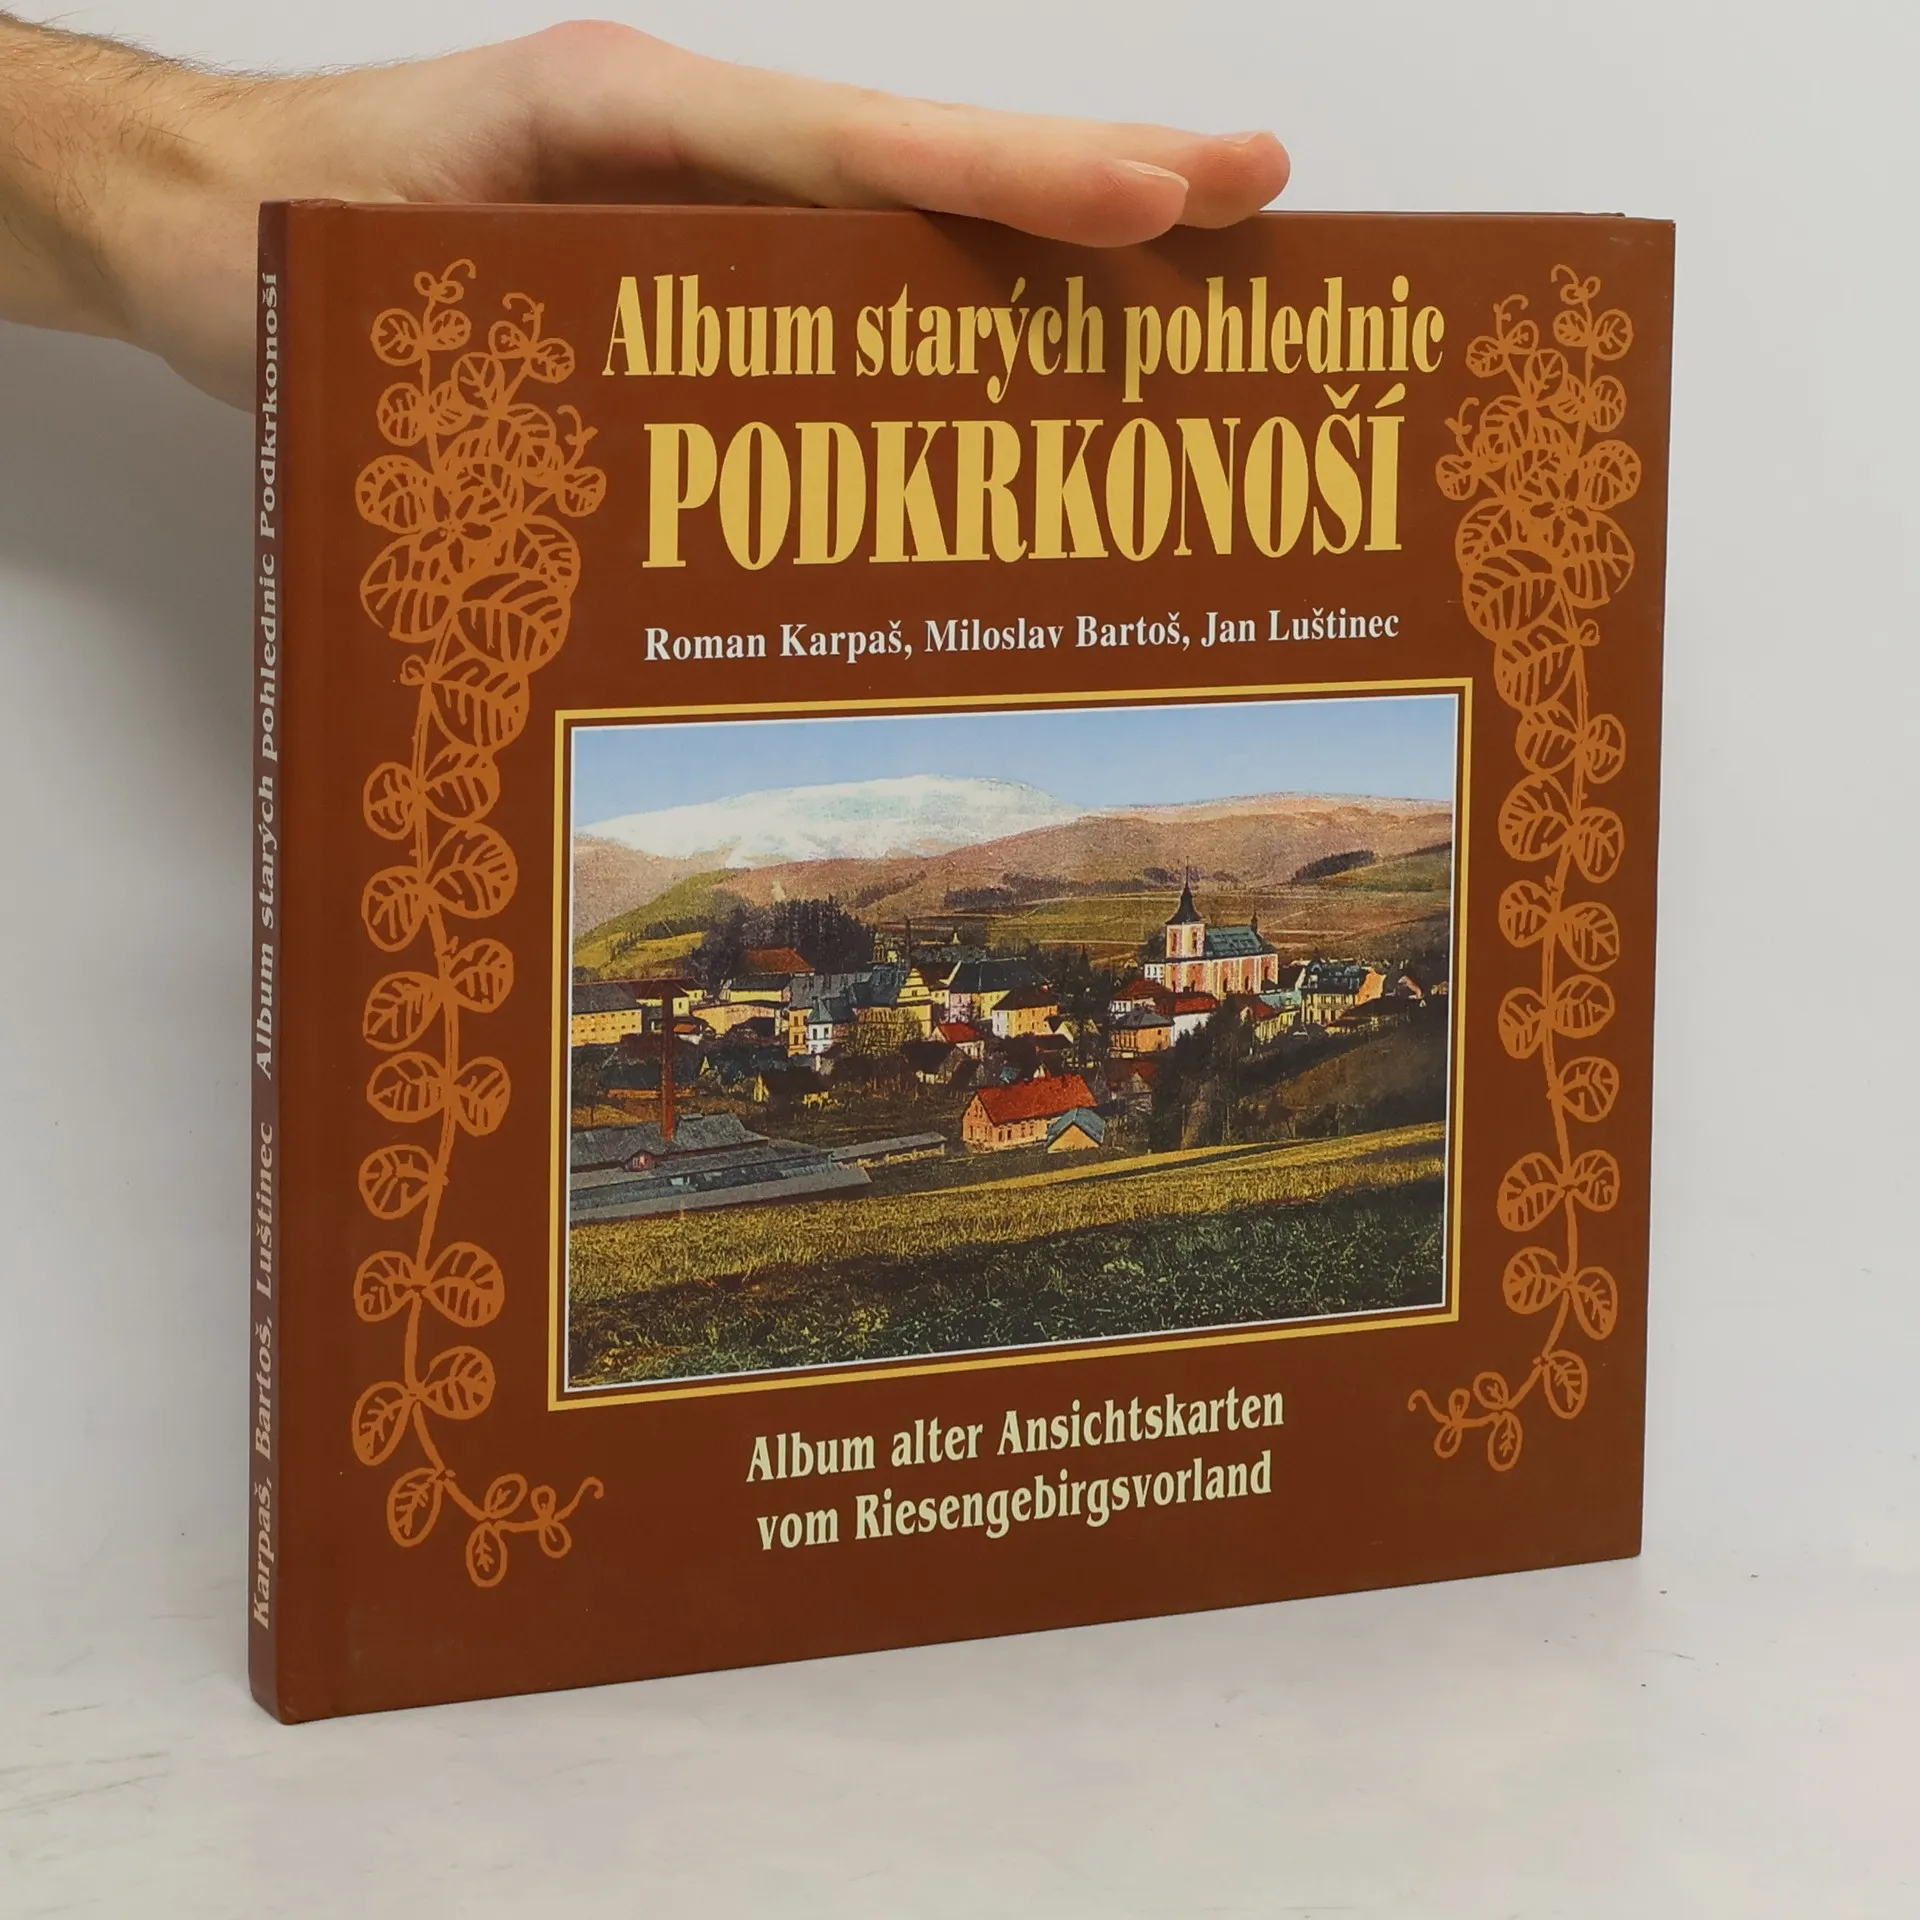 Album starých pohlednic
PODKRKONOŠÍ
Roman Karpaš, Miloslav Bartoš, Jan Luštinec
Album alter Ansichtskarten
vom Riesengebirgsvorland
Karpaš, Bartoš, Luštinec Album starých pohlednic Podkrkonoší